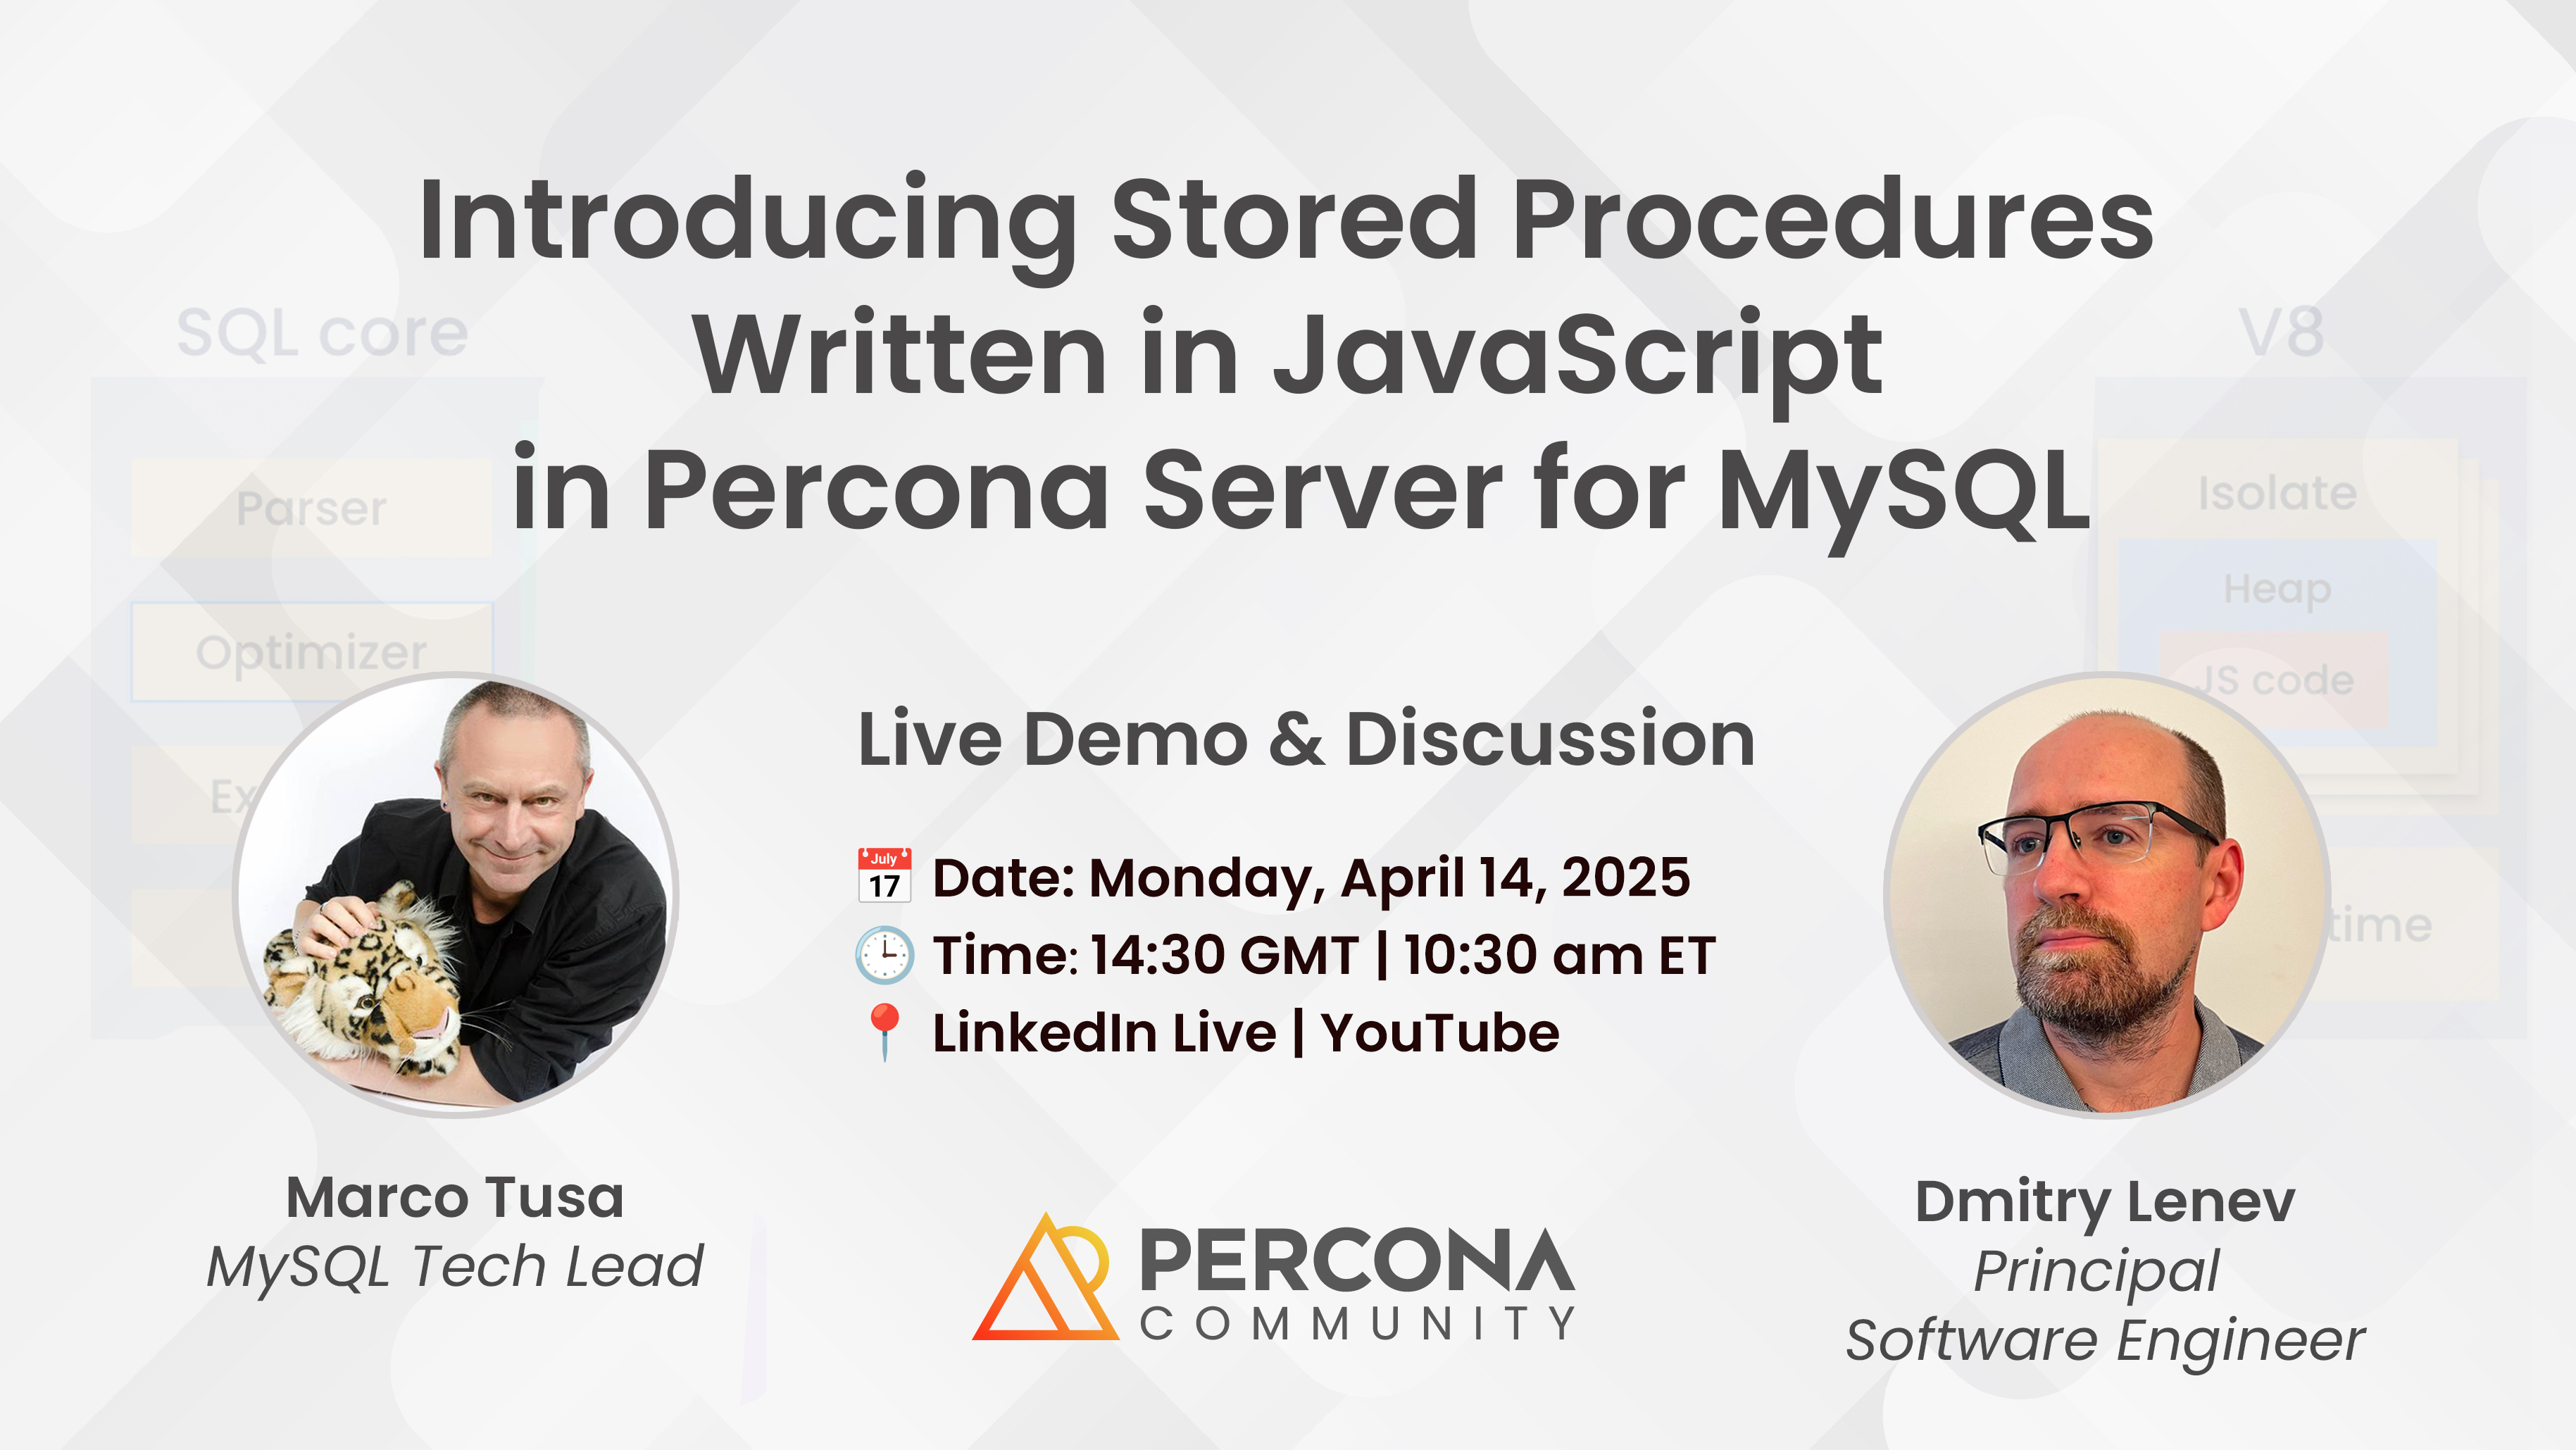 Introducing Stored Procedures
Written in JavaScript
in Percona Server for MySQL
SQL core
Parser
Optimizer
V8
Isolate
Heap
JS code
Live Demo & Discussion
July
17
Date: Monday, April 14, 2025
Time: 14:30 GMT | 10:30 am ET
LinkedIn Live | YouTube
Marco Tusa
MySQL Tech Lead
PERCONA
COMMUNITY
Dmitry Lenev
Principal
Software Engineer